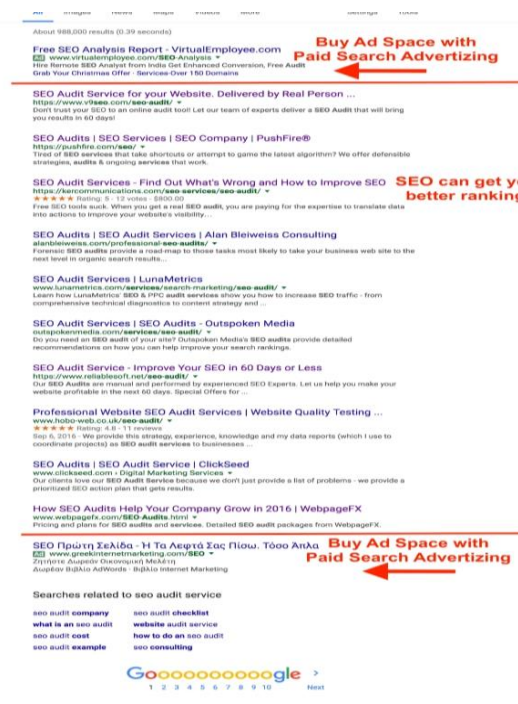 All Images News Maps Videos More Settings Tools
About 988,000 results (0.39 seconds)
Free SEO Analysis Report - VirtualEmployee.com
Ad www.virtualemployee.com/SEO-Analysis
Hire Remote SEO Analyst from India Get Enhanced Conversion, Free Audit
Grab Your Christmas Offer · Services-Over 150 Domains
Buy Ad Space with
Paid Search Advertizing
SEO Audit Service for your Website. Delivered by Real Person ...
https://www.v9seo.com/seo-audit/
Don't trust your SEO to an online audit tool! Let our team of experts deliver a SEO Audit that will bring
you results in 60 days!
SEO Audits | SEO Services | SEO Company | PushFire®
https://pushfire.com/seo/
Tired of SEO services that take shortcuts or attempt to game the latest algorithm? We offer defensible
strategies, audits & ongoing services that work.
SEO Audit Services - Find Out What's Wrong and How to Improve SEO
https://kercommunications.com/seo-services/seo-audit/
★★★★★ Rating: 5 - 12 votes - $800.00
Free SEO tools suck. When you get a real SEO audit, you are paying for the expertise to translate data
into actions to improve your website's visibility...
SEO can get y
better ranking
SEO Audits | SEO Audit Service | Alan Bleiweiss Consulting
alanbleiweiss.com/professional-seo-audits/
Forensic SEO audits provide a road-map to those tasks most likely to take your business web site to the
next level in organic search results...
SEO Audit Services | LunaMetrics
www.lunametrics.com/services/search-marketing/seo-audit/
Learn how LunaMetrics' SEO & PPC audit services show you how to increase SEO traffic - from
comprehensive technical diagnostics to content strategy and ...
SEO Audit Services | SEO Audits - Outspoken Media
outspokenmedia.com/services/seo-audit/
Do you need an SEO audit of your site? Outspoken Media's SEO audits provide detailed
recommendations on how you can help improve your search rankings.
SEO Audit Service - Improve Your SEO in 60 Days or Less
https://www.reliablesoft.net/seo-audit/
Our SEO Audits are manual and performed by experienced SEO Experts. Let us help you make your
website profitable in the next 60 days. Special Offers for ...
Professional Website SEO Audit Services | Website Quality Testing ...
www.hobo-web.co.uk/seo-audit/
★★★★★ Rating: 4.8 - 11 reviews
Sep 6, 2016 - We provide this strategy, experience, knowledge and my data reports (which I use to
coordinate projects) as SEO audit services to businesses ...
SEO Audits | SEO Audit Service | ClickSeed
www.clickseed.com › Digital Marketing Services
Our clients love our SEO Audit Service because we don't just provide a list of problems - we provide a
prioritized SEO action plan that gets results.
How SEO Audits Help Your Company Grow in 2016 | WebpageFX
www.webpagefx.com/SEO-Audits.html
Pricing and plans for SEO audits and services. Detailed SEO audit packages from WebpageFX.
SEO Πρώτη Σελίδα - Ή Τα Λεφτά Σας Πίσω. Τόσο Απλα
Ad www.greekinternetmarketing.com/SEO
Ζητήστε Δωρεάν Οικονομική Μελέτη
Δωρεάν Βιβλίο AdWords · Βιβλίο Internet Marketing
Buy Ad Space with
Paid Search Advertizing
Searches related to seo audit service
seo audit company seo audit checklist
what is an seo audit website audit service
seo audit cost how to do an seo audit
seo audit example seo consulting
Goooooooooogle >
1 2 3 4 5 6 7 8 9 10 Next